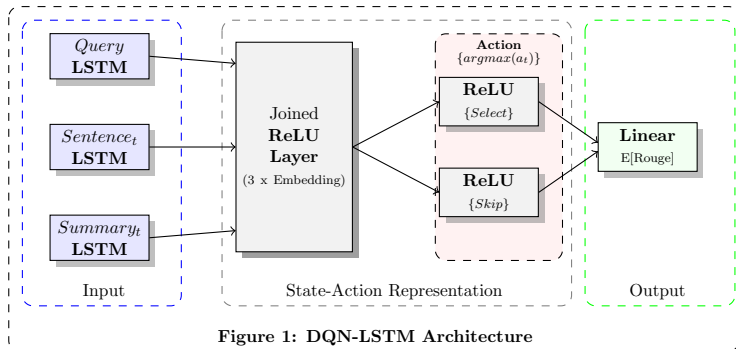 Query
LSTM
Sentence_t
LSTM
Summary_t
LSTM
Input
Joined
ReLU
Layer
(3 x Embedding)
Action
{argmax(a_t)}
ReLU
{Select}
ReLU
{Skip}
State-Action Representation
Linear
E[Rouge]
Output
Figure 1: DQN-LSTM Architecture